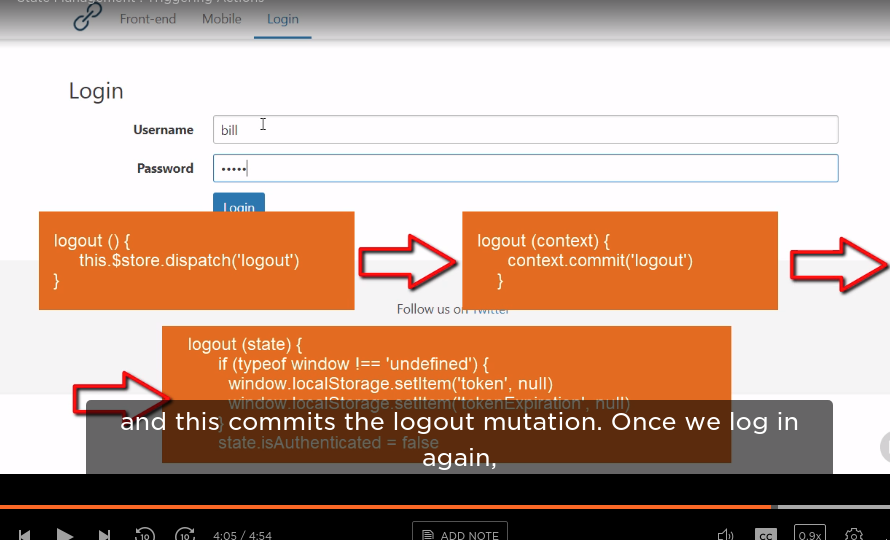 State Management : Triggering Actions
Front-end Mobile Login
Login
Username bill
Password •••••
Login
logout () {
this.$store.dispatch('logout')
}
logout (context) {
context.commit('logout')
}
Follow us on Twitter
logout (state) {
if (typeof window !== 'undefined') {
window.localStorage.setItem('token', null)
window.localStorage.setItem('tokenExpiration', null)
}
state.isAuthenticated = false
and this commits the logout mutation. Once we log in
again,
10 10 4:05 / 4:54 ADD NOTE CC 0.9x